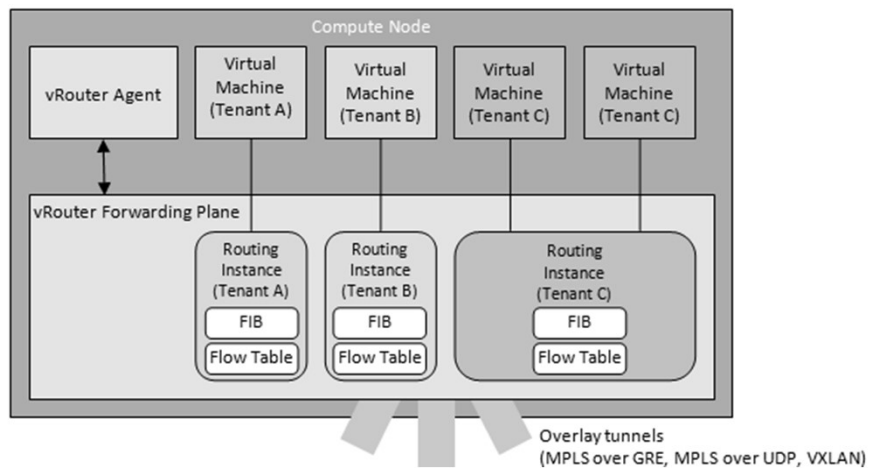 Compute Node
vRouter Agent
Virtual
Machine
(Tenant A)
Virtual
Machine
(Tenant B)
Virtual
Machine
(Tenant C)
Virtual
Machine
(Tenant C)
vRouter Forwarding Plane
Routing
Instance
(Tenant A)
FIB
Flow Table
Routing
Instance
(Tenant B)
FIB
Flow Table
Routing
Instance
(Tenant C)
FIB
Flow Table
Overlay tunnels
(MPLS over GRE, MPLS over UDP, VXLAN)